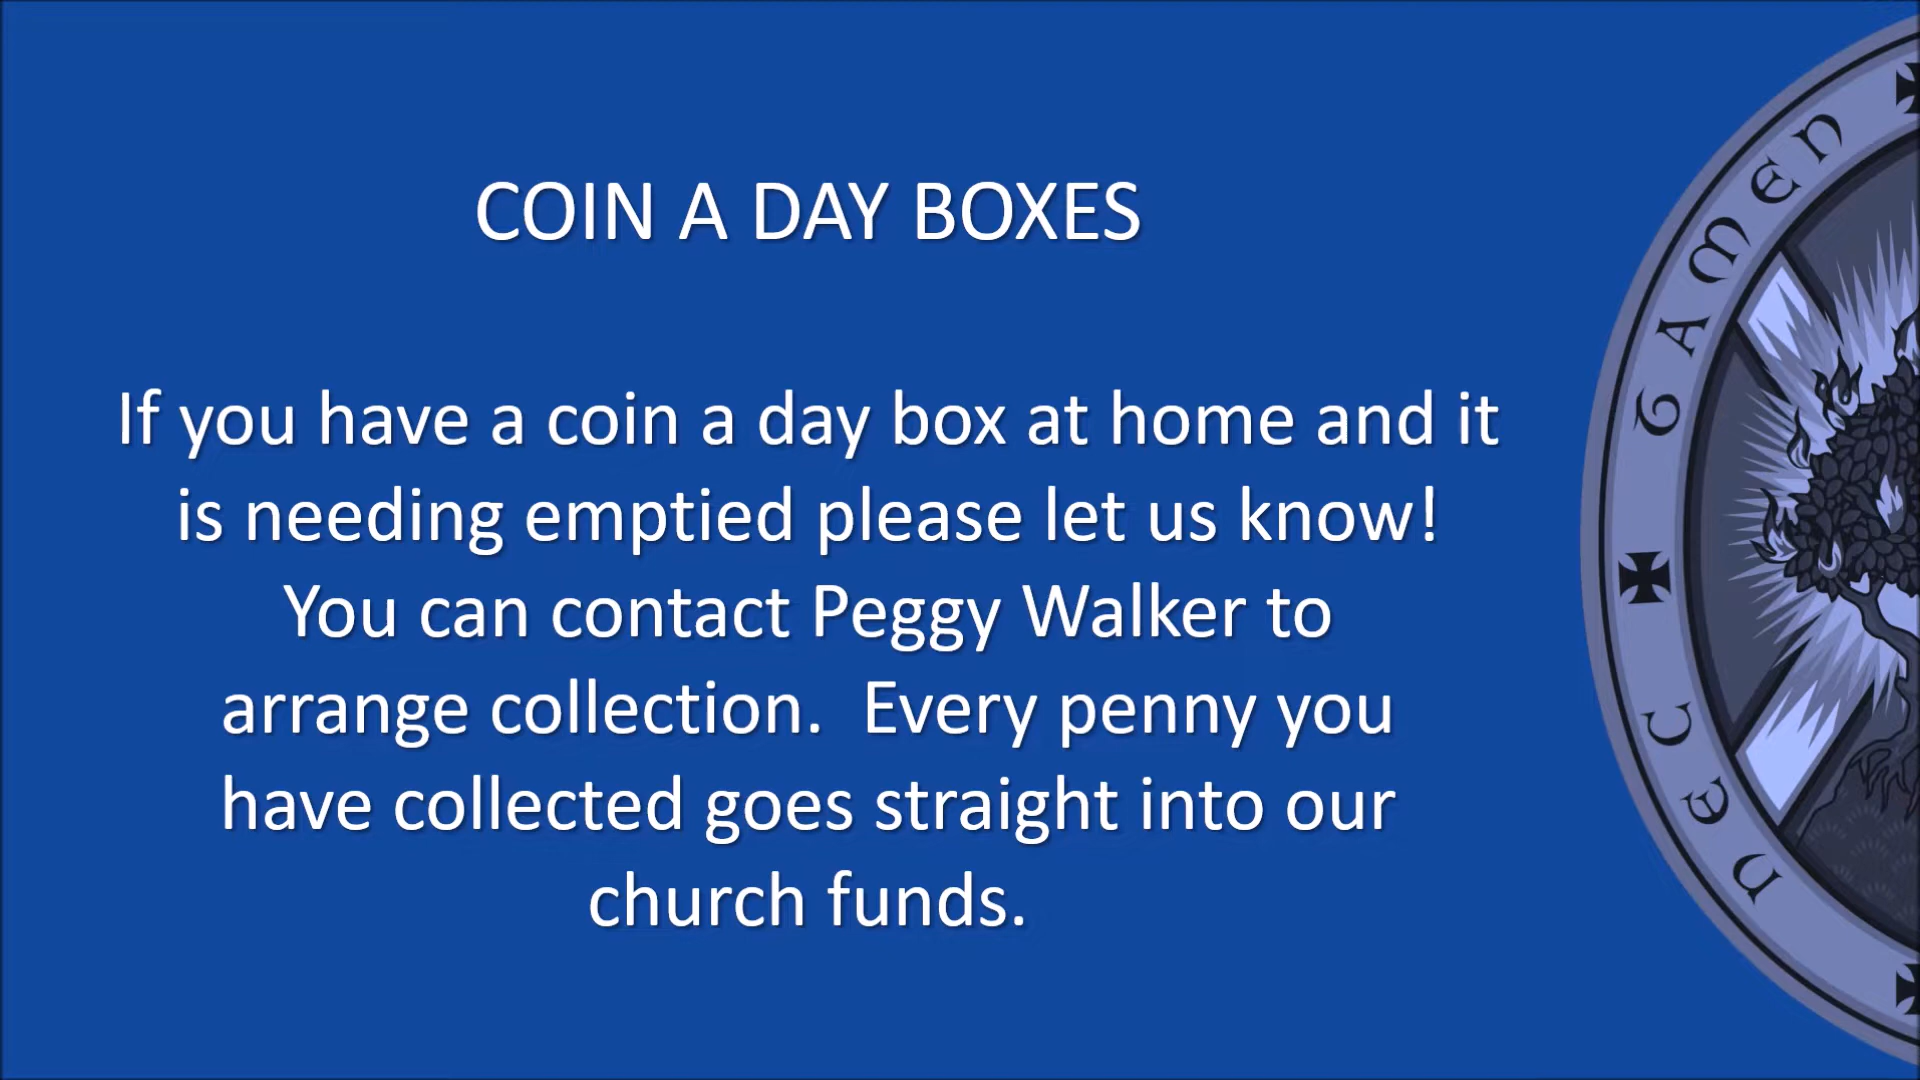 COIN A DAY BOXES
If you have a coin a day box at home and it
is needing emptied please let us know!
You can contact Peggy Walker to
arrange collection.  Every penny you
have collected goes straight into our
church funds.
NEC ✠ TAMEN ✠